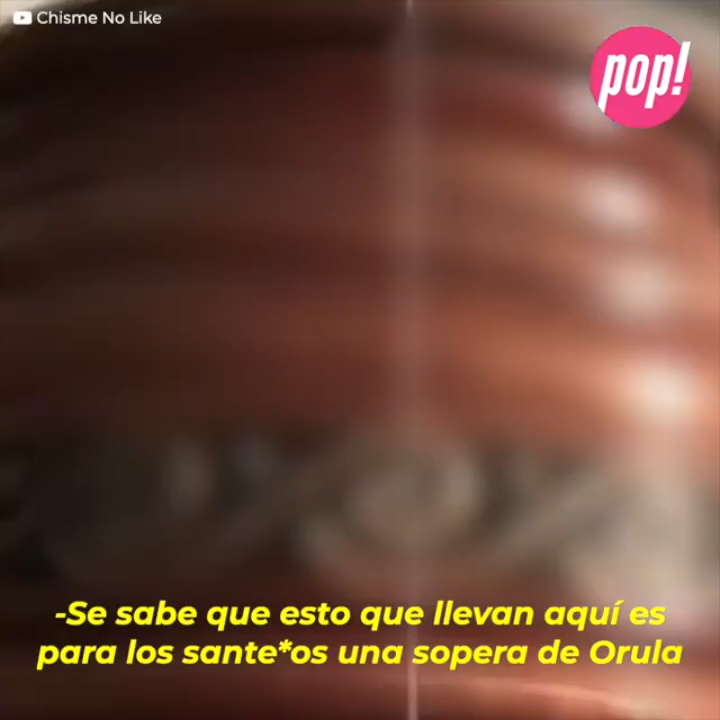 Chisme No Like
pop!
-Se sabe que esto que llevan aquí es
para los sante*os una sopera de Orula